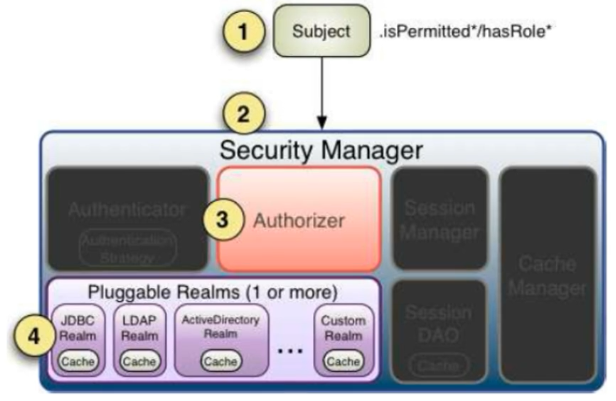 1
Subject
.isPermitted*/hasRole*
2
Security Manager
Authenticator
Authentication
Strategy
3
Authorizer
Session
Manager
Cache
Manager
Pluggable Realms (1 or more)
4
JDBC
Realm
Cache
LDAP
Realm
Cache
ActiveDirectory
Realm
Cache
...
Custom
Realm
Cache
Session
DAO
Cache